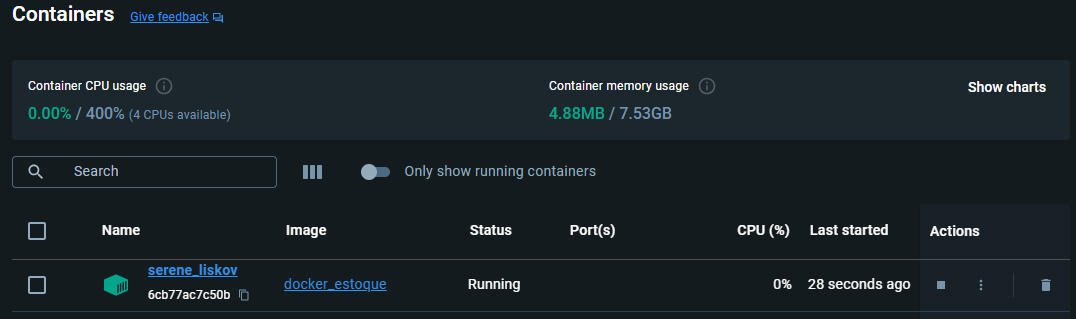 Containers Give feedback
Container CPU usage
0.00% / 400% (4 CPUs available)
Container memory usage
4.88MB / 7.53GB
Show charts
Search
Only show running containers
Name Image Status Port(s) CPU (%) Last started Actions
serene_liskov
6cb77ac7c50b
docker_estoque Running 0% 28 seconds ago